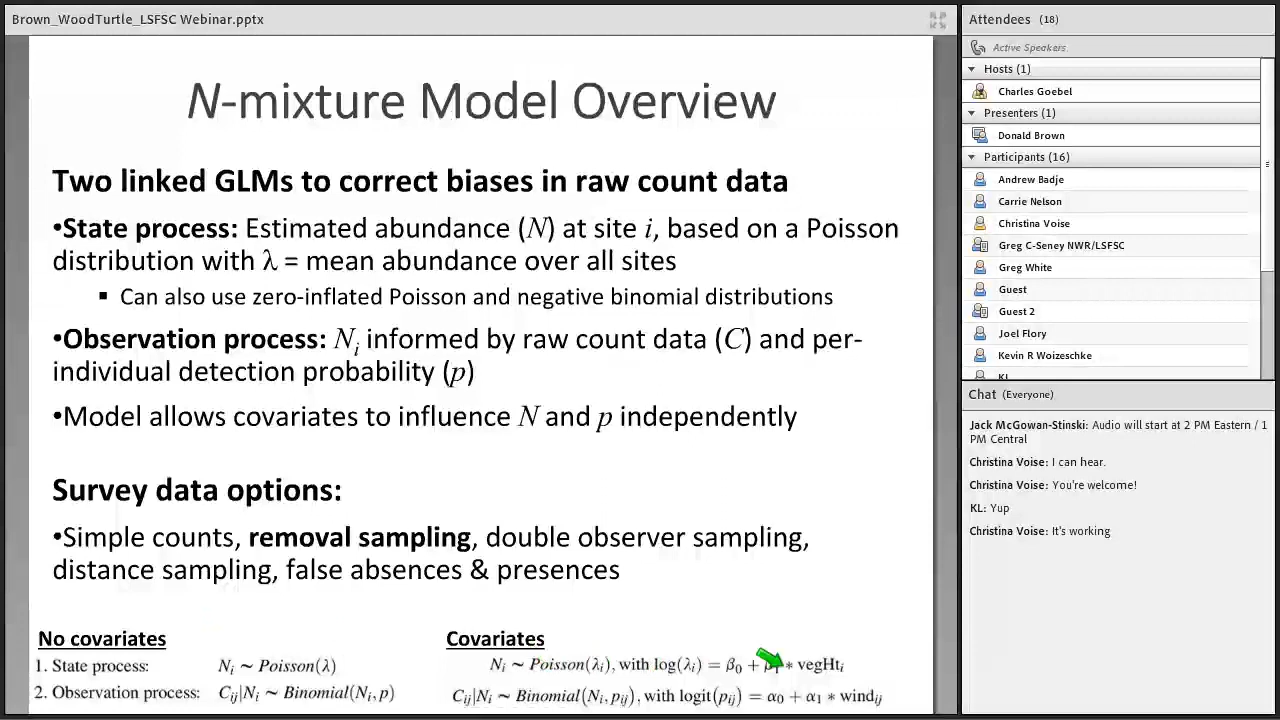 Brown_WoodTurtle_LSFSC Webinar.pptx
N-mixture Model Overview
Two linked GLMs to correct biases in raw count data
•State process: Estimated abundance (N) at site i, based on a Poisson
distribution with λ = mean abundance over all sites
▪ Can also use zero-inflated Poisson and negative binomial distributions
•Observation process: Nᵢ informed by raw count data (C) and per-
individual detection probability (p)
•Model allows covariates to influence N and p independently
Survey data options:
•Simple counts, removal sampling, double observer sampling,
distance sampling, false absences & presences
No covariates
1. State process: Nᵢ ~ Poisson(λ)
2. Observation process: Cᵢⱼ|Nᵢ ~ Binomial(Nᵢ, p)
Covariates
Nᵢ ~ Poisson(λᵢ), with log(λᵢ) = β₀ + * vegHtᵢ
Cᵢⱼ|Nᵢ ~ Binomial(Nᵢ, pᵢⱼ), with logit(pᵢⱼ) = α₀ + α₁ * windᵢⱼ
Attendees (18)
Active Speakers
Hosts (1)
Charles Goebel
Presenters (1)
Donald Brown
Participants (16)
Andrew Badje
Carrie Nelson
Christina Voise
Greg C-Seney NWR/LSFSC
Greg White
Guest
Guest 2
Joel Flory
Kevin R Woizeschke
KL
Chat (Everyone)
Jack McGowan-Stinski: Audio will start at 2 PM Eastern / 1
PM Central
Christina Voise: I can hear.
Christina Voise: You're welcome!
KL: Yup
Christina Voise: It's working